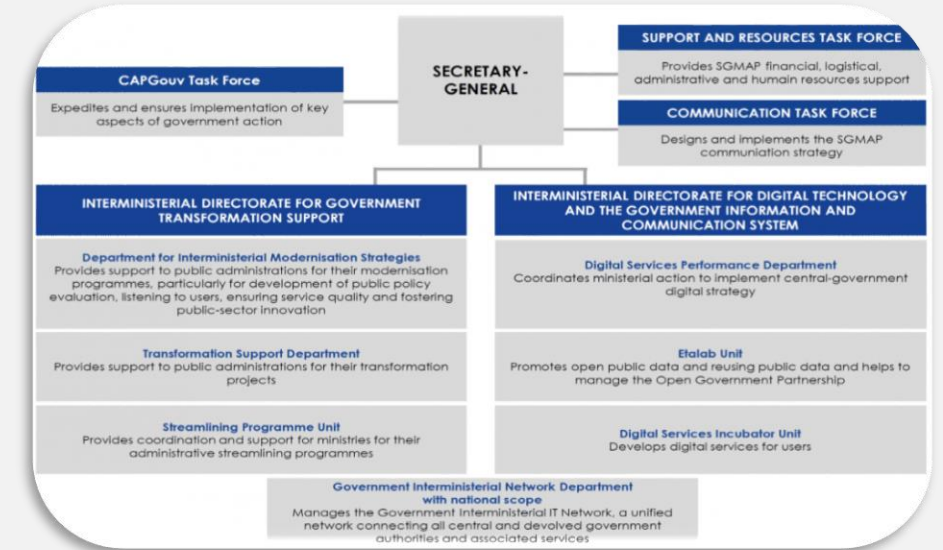 SECRETARY-
GENERAL
CAPGouv Task Force
Expedites and ensures implementation of key
aspects of government action
SUPPORT AND RESOURCES TASK FORCE
Provides SGMAP financial, logistical,
administrative and human resources support
COMMUNICATION TASK FORCE
Designs and implements the SGMAP
communiation strategy
INTERMINISTERIAL DIRECTORATE FOR GOVERNMENT
TRANSFORMATION SUPPORT
Department for Interministerial Modernisation Strategies
Provides support to public administrations for their modernisation
programmes, particularly for development of public policy
evaluation, listening to users, ensuring service quality and fostering
public-sector innovation
Transformation Support Department
Provides support to public administrations for their transformation
projects
Streamlining Programme Unit
Provides coordination and support for ministries for their
administrative streamlining programmes
INTERMINISTERIAL DIRECTORATE FOR DIGITAL TECHNOLOGY
AND THE GOVERNMENT INFORMATION AND
COMMUNICATION SYSTEM
Digital Services Performance Department
Coordinates ministerial action to implement central-government
digital strategy
Etalab Unit
Promotes open public data and reusing public data and helps to
manage the Open Government Partnership
Digital Services Incubator Unit
Develops digital services for users
Government Interministerial Network Department
with national scope
Manages the Government Interministerial IT Network, a unified
network connecting all central and devolved government
authorities and associated services